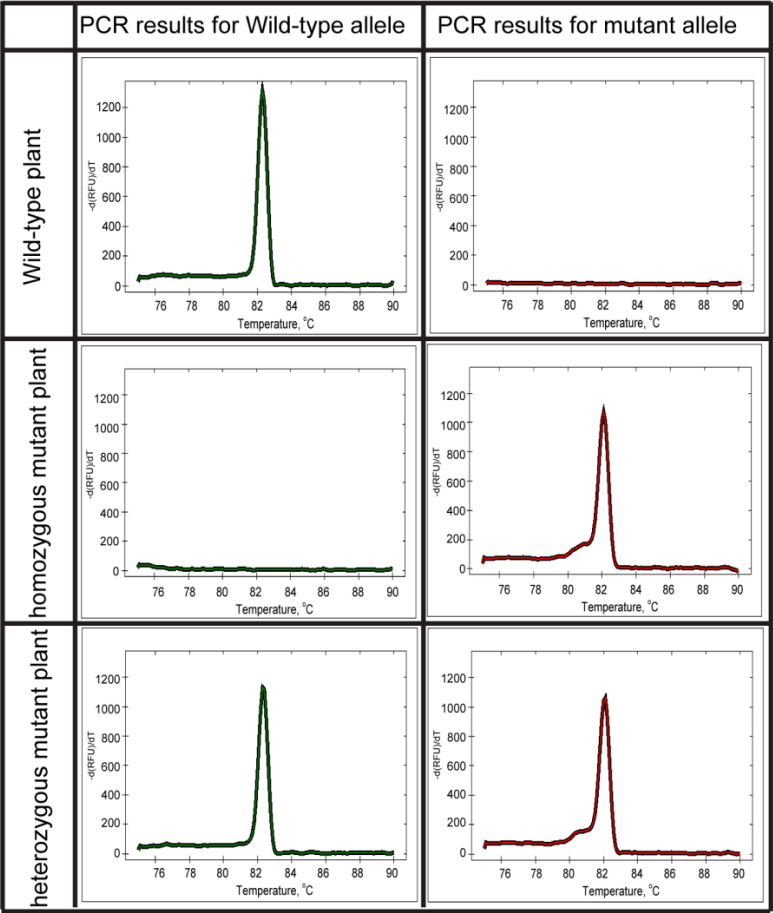 PCR results for Wild-type allele
PCR results for mutant allele
Wild-type plant
-d(RFU)/dT
1200
1000
800
600
400
200
0
76 78 80 82 84 86 88 90
Temperature, °C
-d(RFU)/dT
1200
1000
800
600
400
200
0
76 78 80 82 84 86 88 90
Temperature, °C
homozygous mutant plant
-d(RFU)/dT
1200
1000
800
600
400
200
0
76 78 80 82 84 86 88 90
Temperature, °C
-d(RFU)/dT
1200
1000
800
600
400
200
0
76 78 80 82 84 86 88 90
Temperature, °C
heterozygous mutant plant
-d(RFU)/dT
1200
1000
800
600
400
200
0
76 78 80 82 84 86 88 90
Temperature, °C
-d(RFU)/dT
1200
1000
800
600
400
200
0
76 78 80 82 84 86 88 90
Temperature, °C